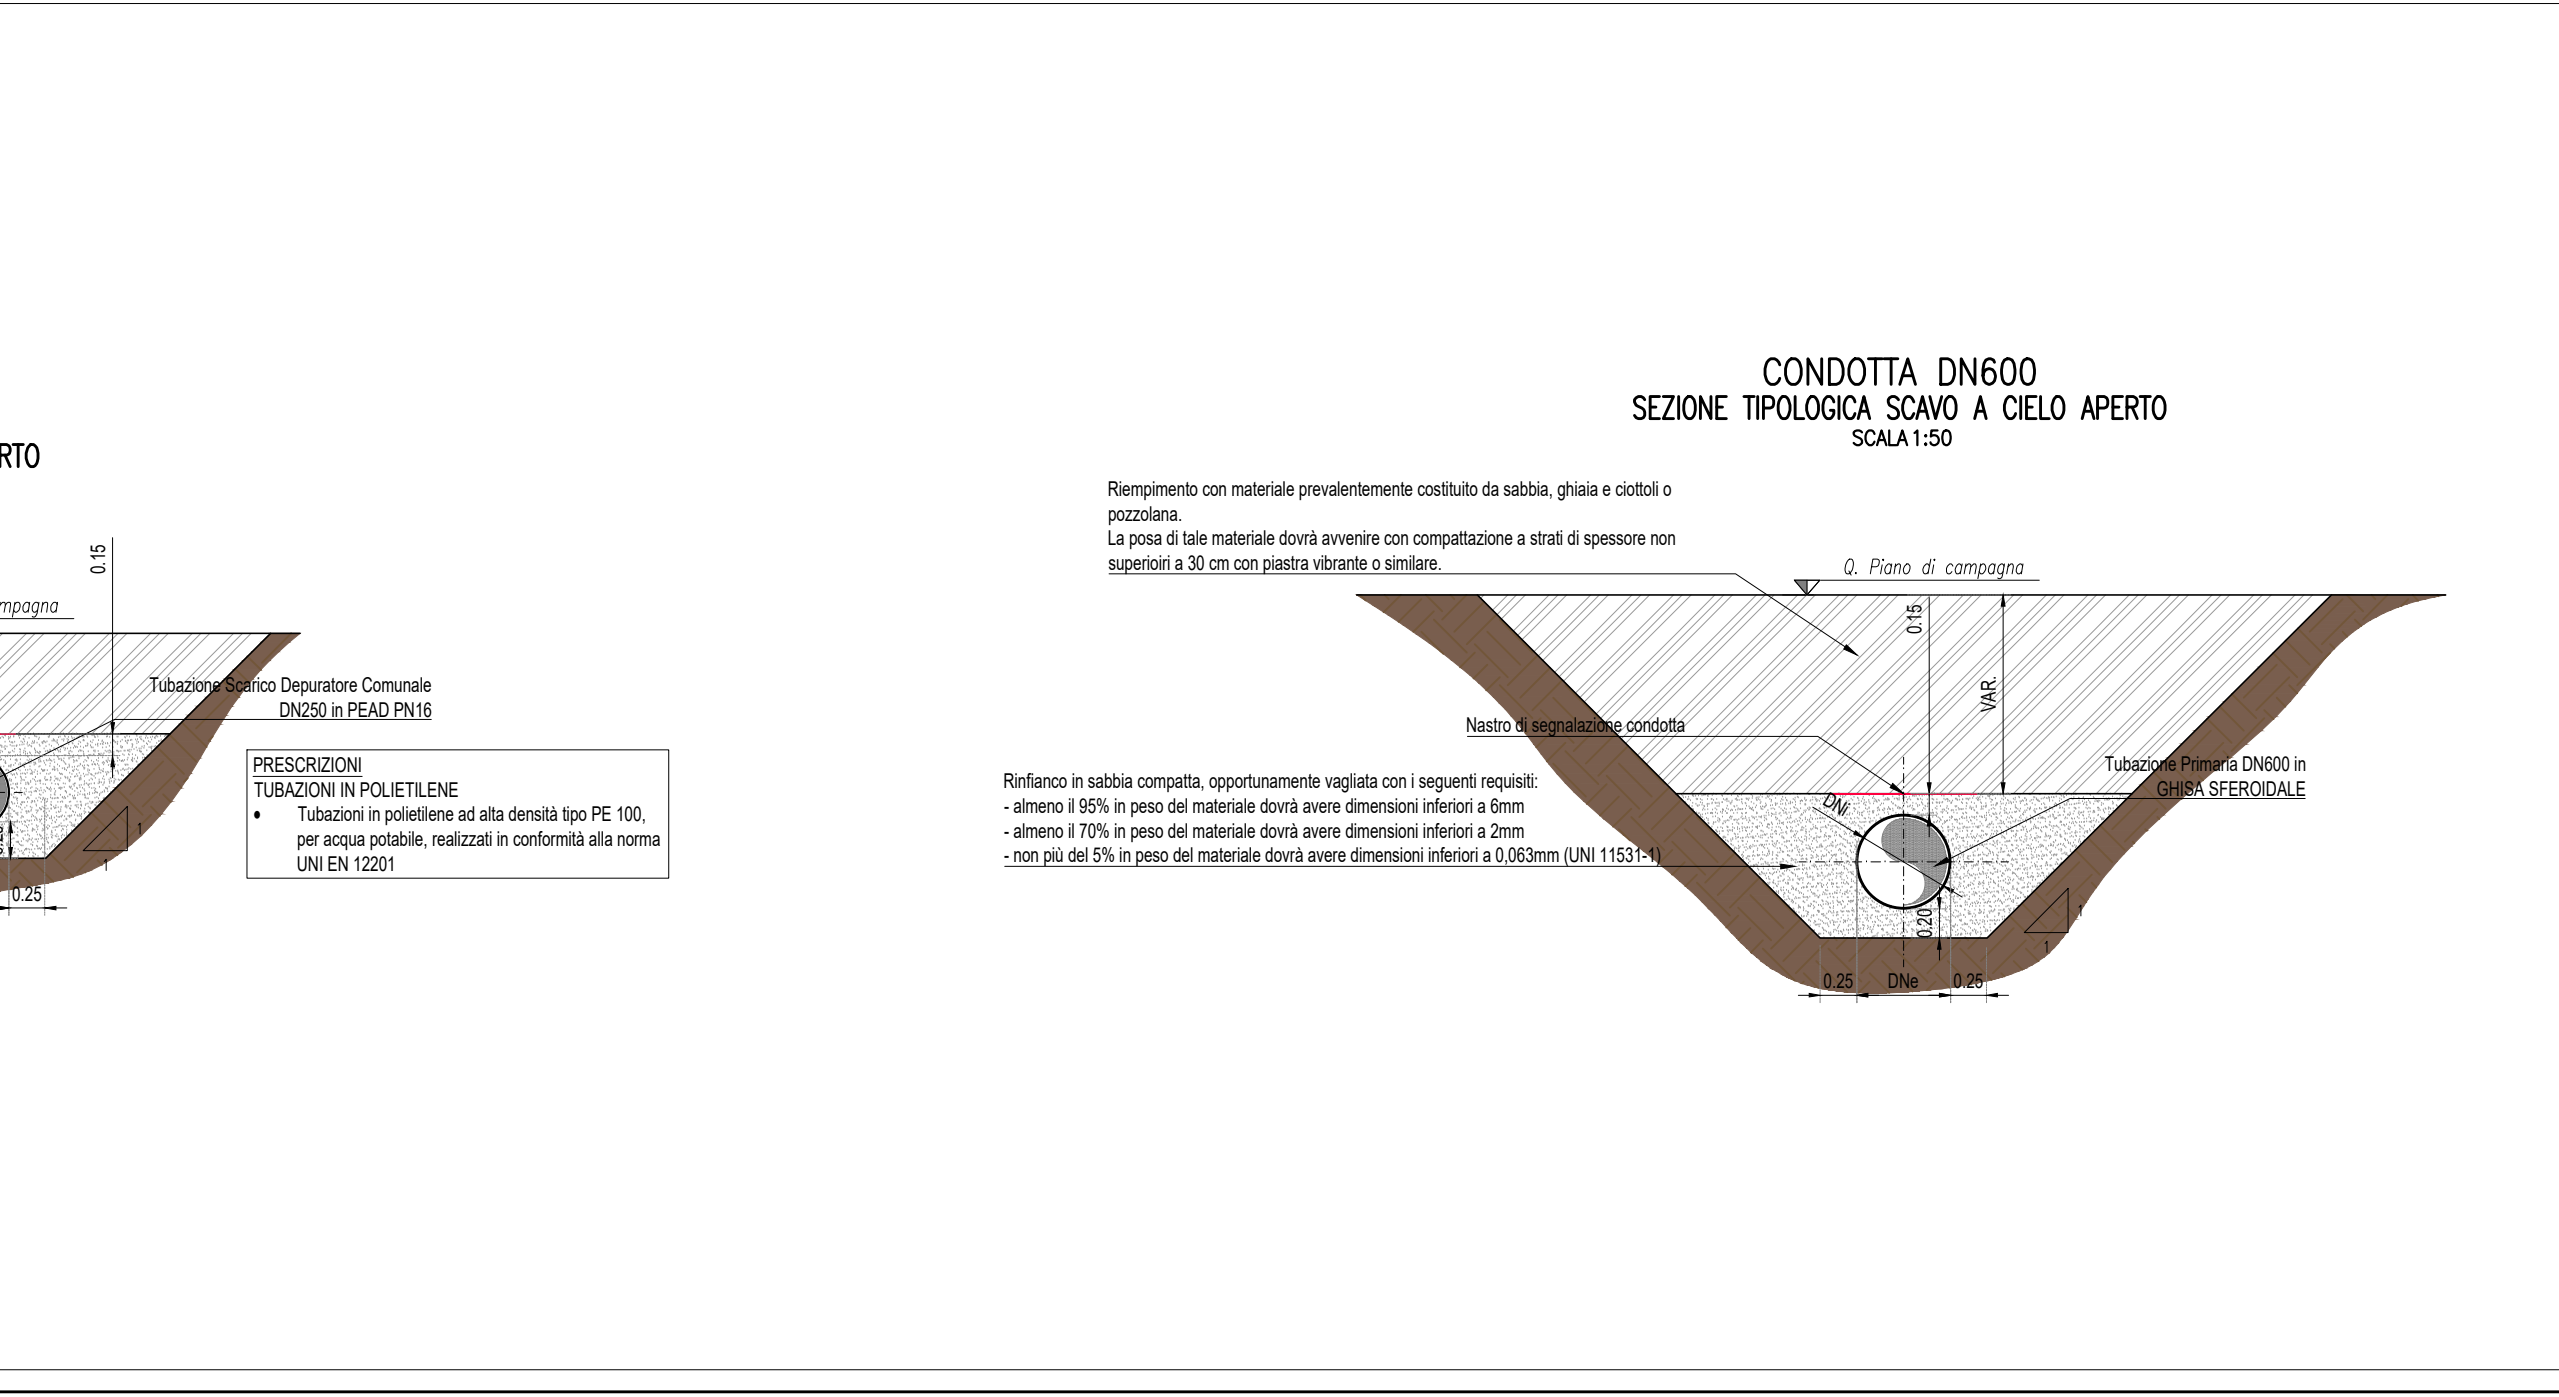 RTO
0.15
mpagna
Tubazione Scarico Depuratore Comunale
DN250 in PEAD PN16
PRESCRIZIONI
TUBAZIONI IN POLIETILENE
• Tubazioni in polietilene ad alta densità tipo PE 100,
per acqua potabile, realizzati in conformità alla norma
UNI EN 12201
1
1
0.25
CONDOTTA DN600
SEZIONE TIPOLOGICA SCAVO A CIELO APERTO
SCALA 1:50
Riempimento con materiale prevalentemente costituito da sabbia, ghiaia e ciottoli o
pozzolana.
La posa di tale materiale dovrà avvenire con compattazione a strati di spessore non
superioiri a 30 cm con piastra vibrante o similare.
Q. Piano di campagna
0.15
VAR.
Nastro di segnalazione condotta
Tubazione Primaria DN600 in
GHISA SFEROIDALE
Rinfianco in sabbia compatta, opportunamente vagliata con i seguenti requisiti:
- almeno il 95% in peso del materiale dovrà avere dimensioni inferiori a 6mm
- almeno il 70% in peso del materiale dovrà avere dimensioni inferiori a 2mm
- non più del 5% in peso del materiale dovrà avere dimensioni inferiori a 0,063mm (UNI 11531-1)
DNi
0.20
1
1
0.25
DNe
0.25